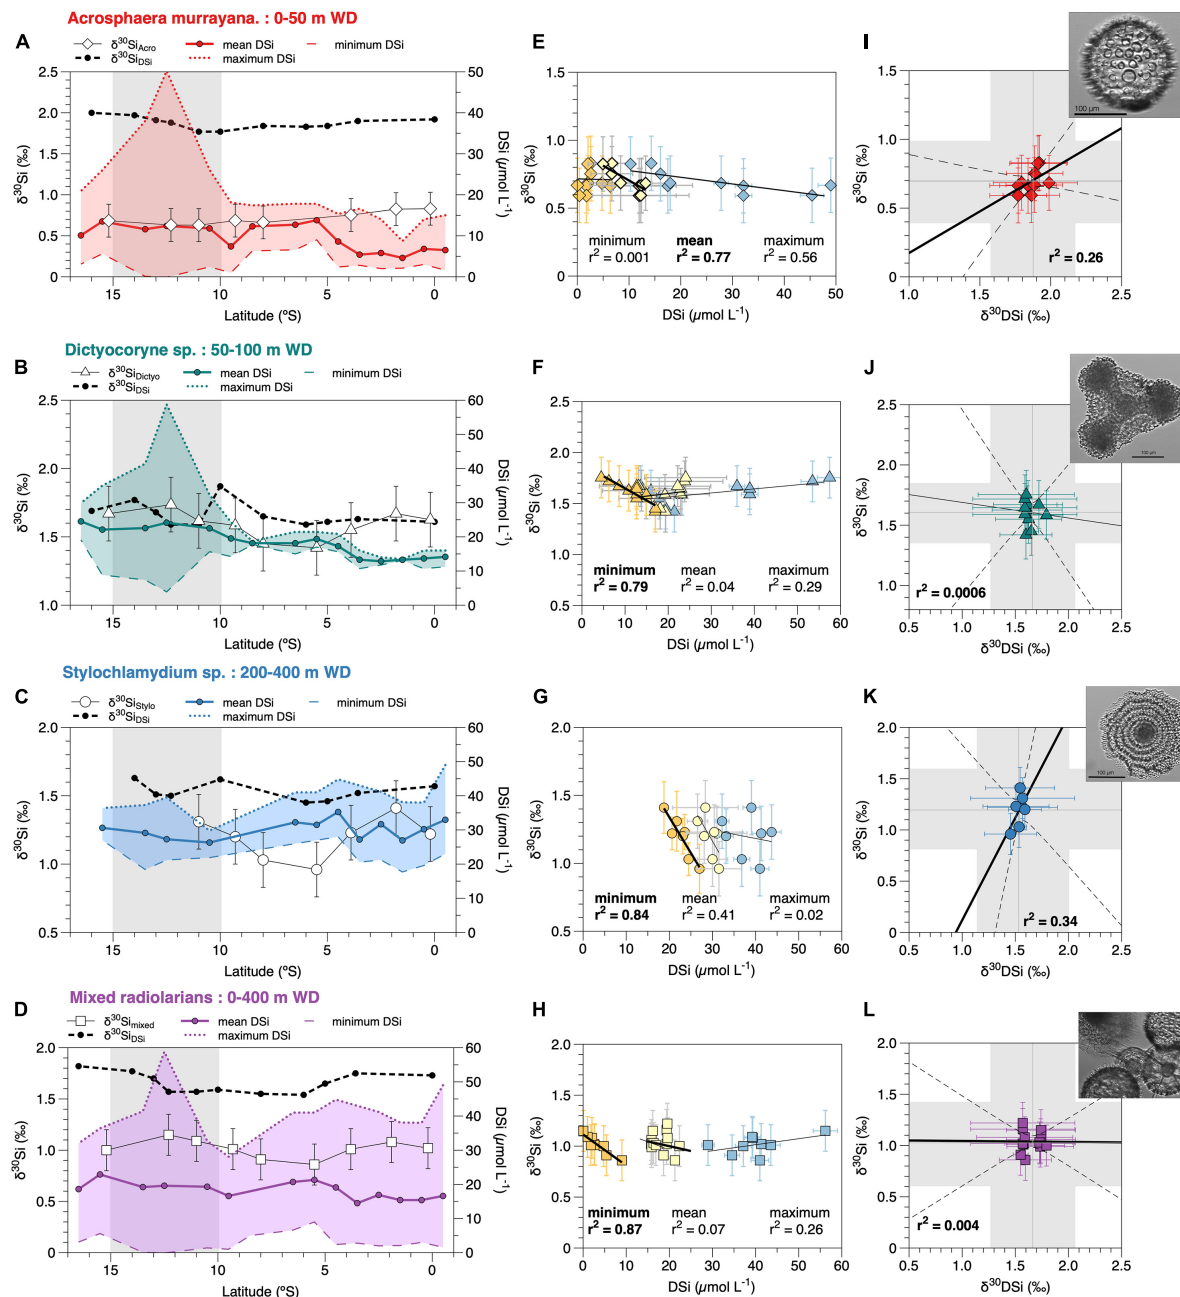 Acrosphaera murrayana. : 0-50 m WD
A
δ30SiAcro
mean DSi
minimum DSi
δ30SiDSi
maximum DSi
2.5
2.0
1.5
1.0
0.5
0
δ30Si (‰)
50
40
30
20
10
0
DSi (µmol L-1)
15 10 5 0
Latitude (ºS)
E
1.5
1.0
0.5
0
δ30Si (‰)
minimum mean maximum
r2 = 0.001 r2 = 0.77 r2 = 0.56
0 15 30 45 60
DSi (µmol L-1)
I
100 µm
1.5
1.0
0.5
0
δ30Si (‰)
r2 = 0.26
1.0 1.5 2.0 2.5
δ30DSi (‰)
Dictyocoryne sp. : 50-100 m WD
B
δ30SiDictyo
mean DSi
minimum DSi
δ30SiDSi
maximum DSi
2.5
2.0
1.5
1.0
δ30Si (‰)
60
50
40
30
20
10
0
DSi (µmol L-1)
15 10 5 0
Latitude (ºS)
F
2.5
2.0
1.5
1.0
0.5
δ30Si (‰)
minimum mean maximum
r2 = 0.79 r2 = 0.04 r2 = 0.29
0 10 20 30 40 50 60
DSi (µmol L-1)
J
100 µm
2.5
2.0
1.5
1.0
δ30Si (‰)
r2 = 0.0006
0.5 1.0 1.5 2.0 2.5
δ30DSi (‰)
Stylochlamydium sp. : 200-400 m WD
C
δ30SiStylo
mean DSi
minimum DSi
δ30SiDSi
maximum DSi
2.0
1.5
1.0
0.5
δ30Si (‰)
60
50
40
30
20
10
0
DSi (µmol L-1)
15 10 5 0
Latitude (ºS)
G
2.0
1.5
1.0
0.5
δ30Si (‰)
minimum mean maximum
r2 = 0.84 r2 = 0.41 r2 = 0.02
0 10 20 30 40 50 60
DSi (µmol L-1)
K
100 µm
2.0
1.5
1.0
0.5
0
δ30Si (‰)
r2 = 0.34
0.5 1.0 1.5 2.0 2.5
δ30DSi (‰)
Mixed radiolarians : 0-400 m WD
D
δ30Simixed
mean DSi
minimum DSi
δ30SiDSi
maximum DSi
2.0
1.5
1.0
0.5
0
δ30Si (‰)
60
50
40
30
20
10
0
DSi (µmol L-1)
15 10 5 0
Latitude (ºS)
H
2.0
1.5
1.0
0.5
0
δ30Si (‰)
minimum mean maximum
r2 = 0.87 r2 = 0.07 r2 = 0.26
0 10 20 30 40 50 60
DSi (µmol L-1)
L
2.0
1.5
1.0
0.5
0
δ30Si (‰)
r2 = 0.004
0.5 1.0 1.5 2.0 2.5
δ30DSi (‰)